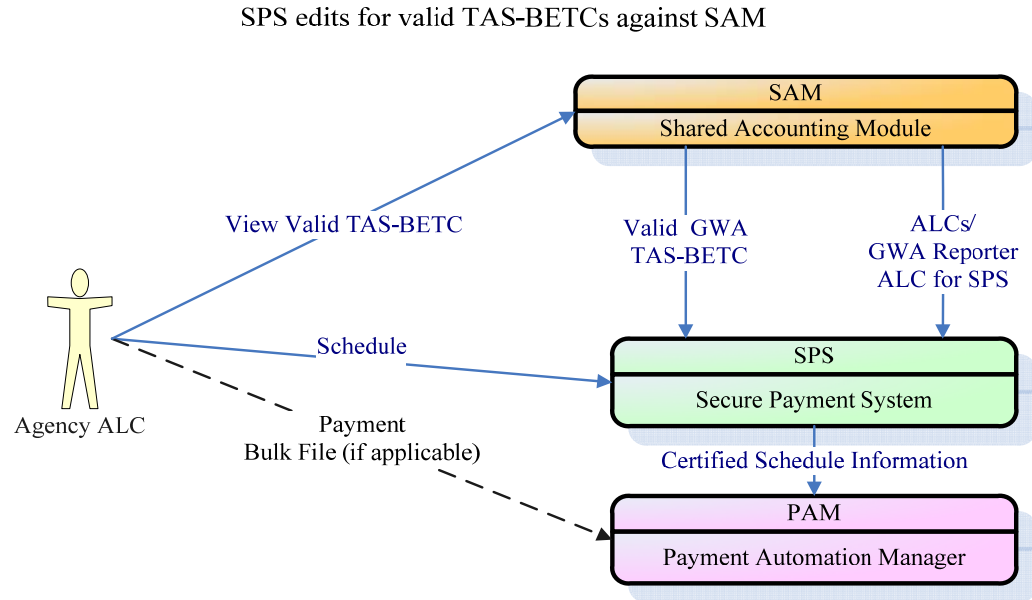 SPS edits for valid TAS-BETCs against SAM
SAM
Shared Accounting Module
View Valid TAS-BETC
Valid GWA
TAS-BETC
ALCs/
GWA Reporter
ALC for SPS
Schedule
SPS
Secure Payment System
Agency ALC
Payment
Bulk File (if applicable)
Certified Schedule Information
PAM
Payment Automation Manager